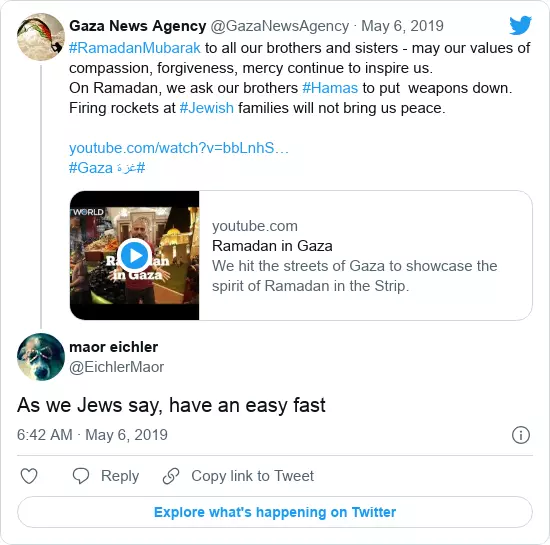 Gaza News Agency @GazaNewsAgency · May 6, 2019
#RamadanMubarak to all our brothers and sisters - may our values of
compassion, forgiveness, mercy continue to inspire us.
On Ramadan, we ask our brothers #Hamas to put  weapons down.
Firing rockets at #Jewish families will not bring us peace.
youtube.com/watch?v=bbLnhS…
#Gaza #غزة
TWORLD
Ramadan
in Gaza
youtube.com
Ramadan in Gaza
We hit the streets of Gaza to showcase the
spirit of Ramadan in the Strip.
maor eichler
@EichlerMaor
As we Jews say, have an easy fast
6:42 AM · May 6, 2019
Reply
Copy link to Tweet
Explore what's happening on Twitter